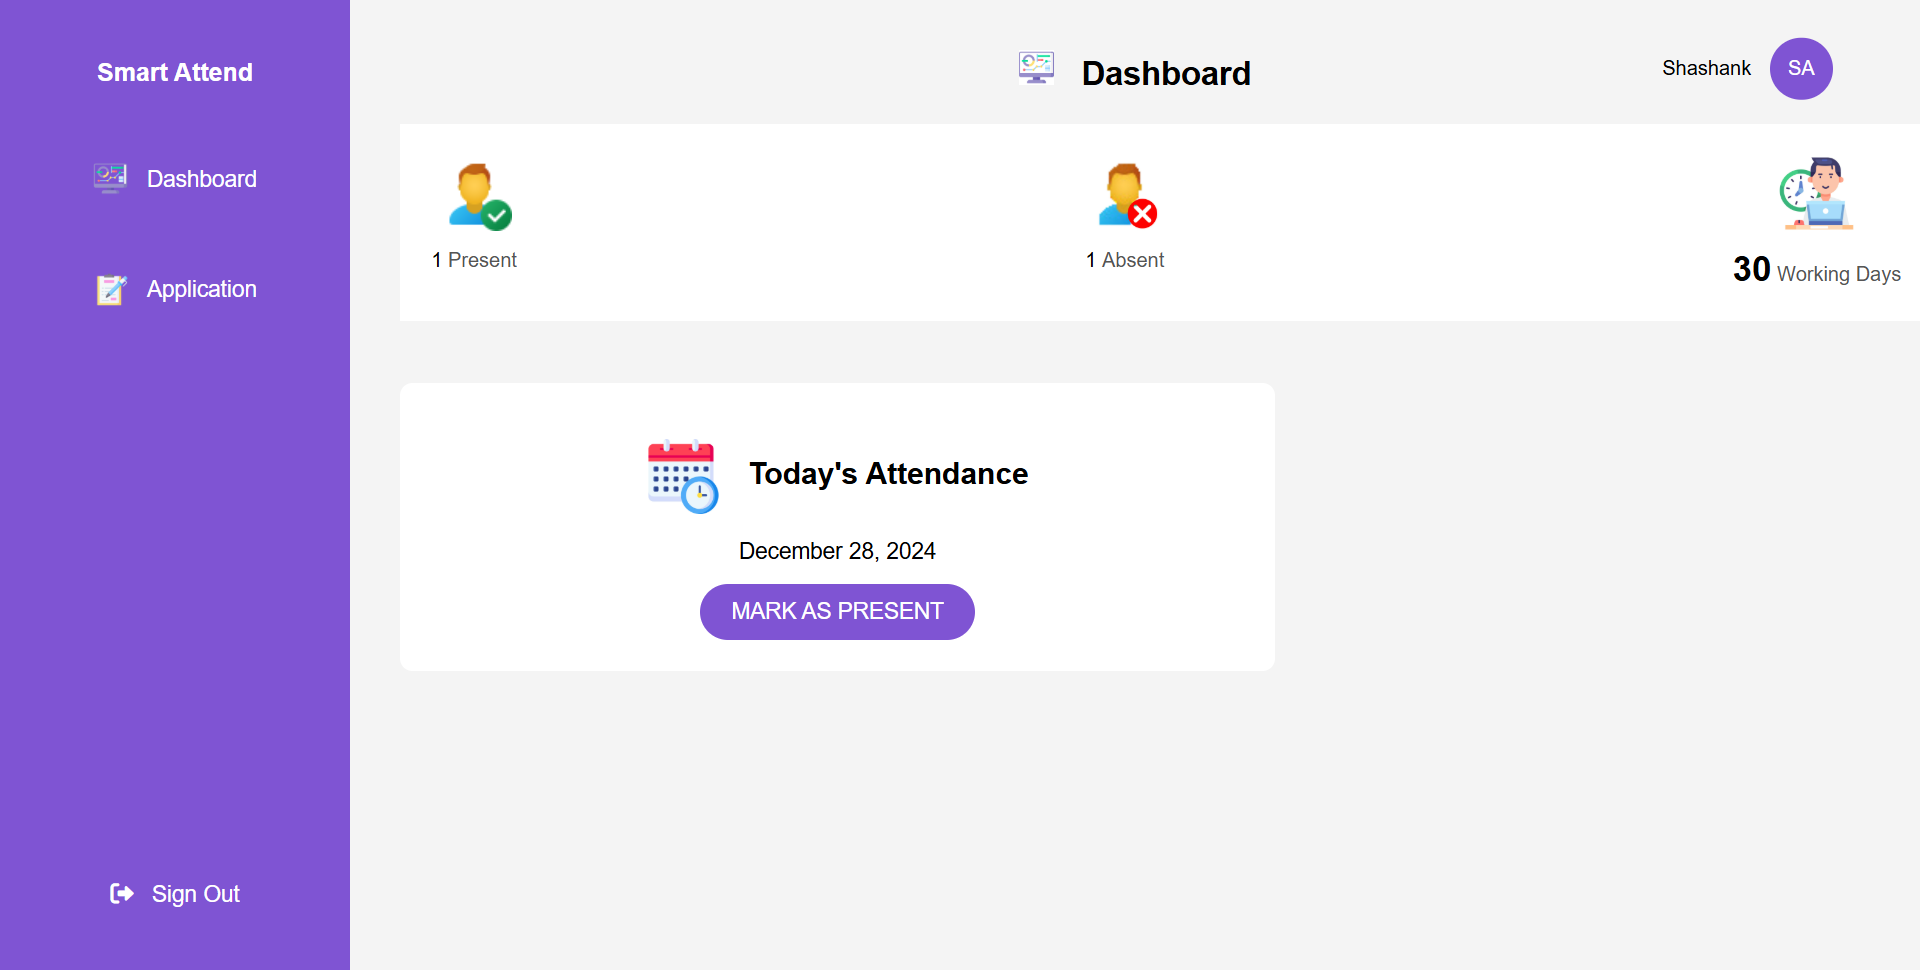 Smart Attend
Dashboard
Application
Sign Out
Dashboard
Shashank
SA
1 Present
1 Absent
30 Working Days
Today's Attendance
December 28, 2024
MARK AS PRESENT